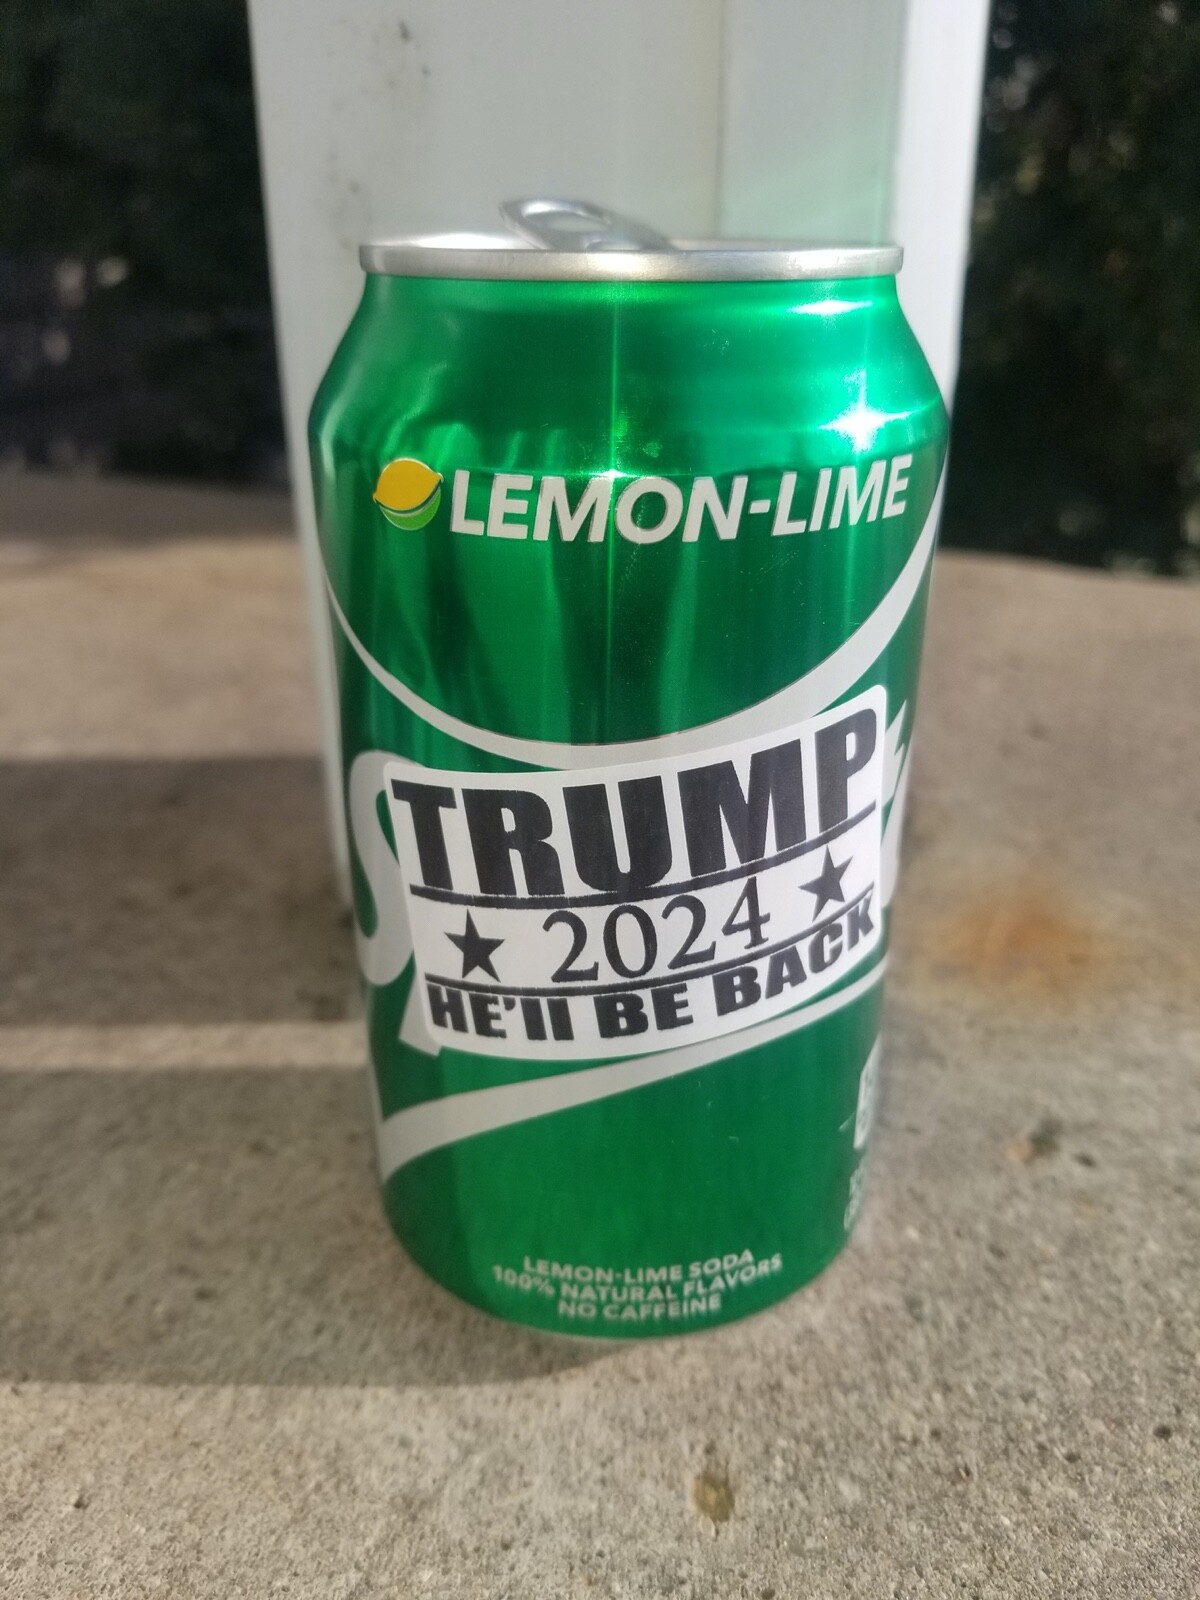 LEMON-LIME
TRUMP
★ 2024 ★
HE'll BE BACK
LEMON-LIME SODA
100% NATURAL FLAVORS
NO CAFFEINE